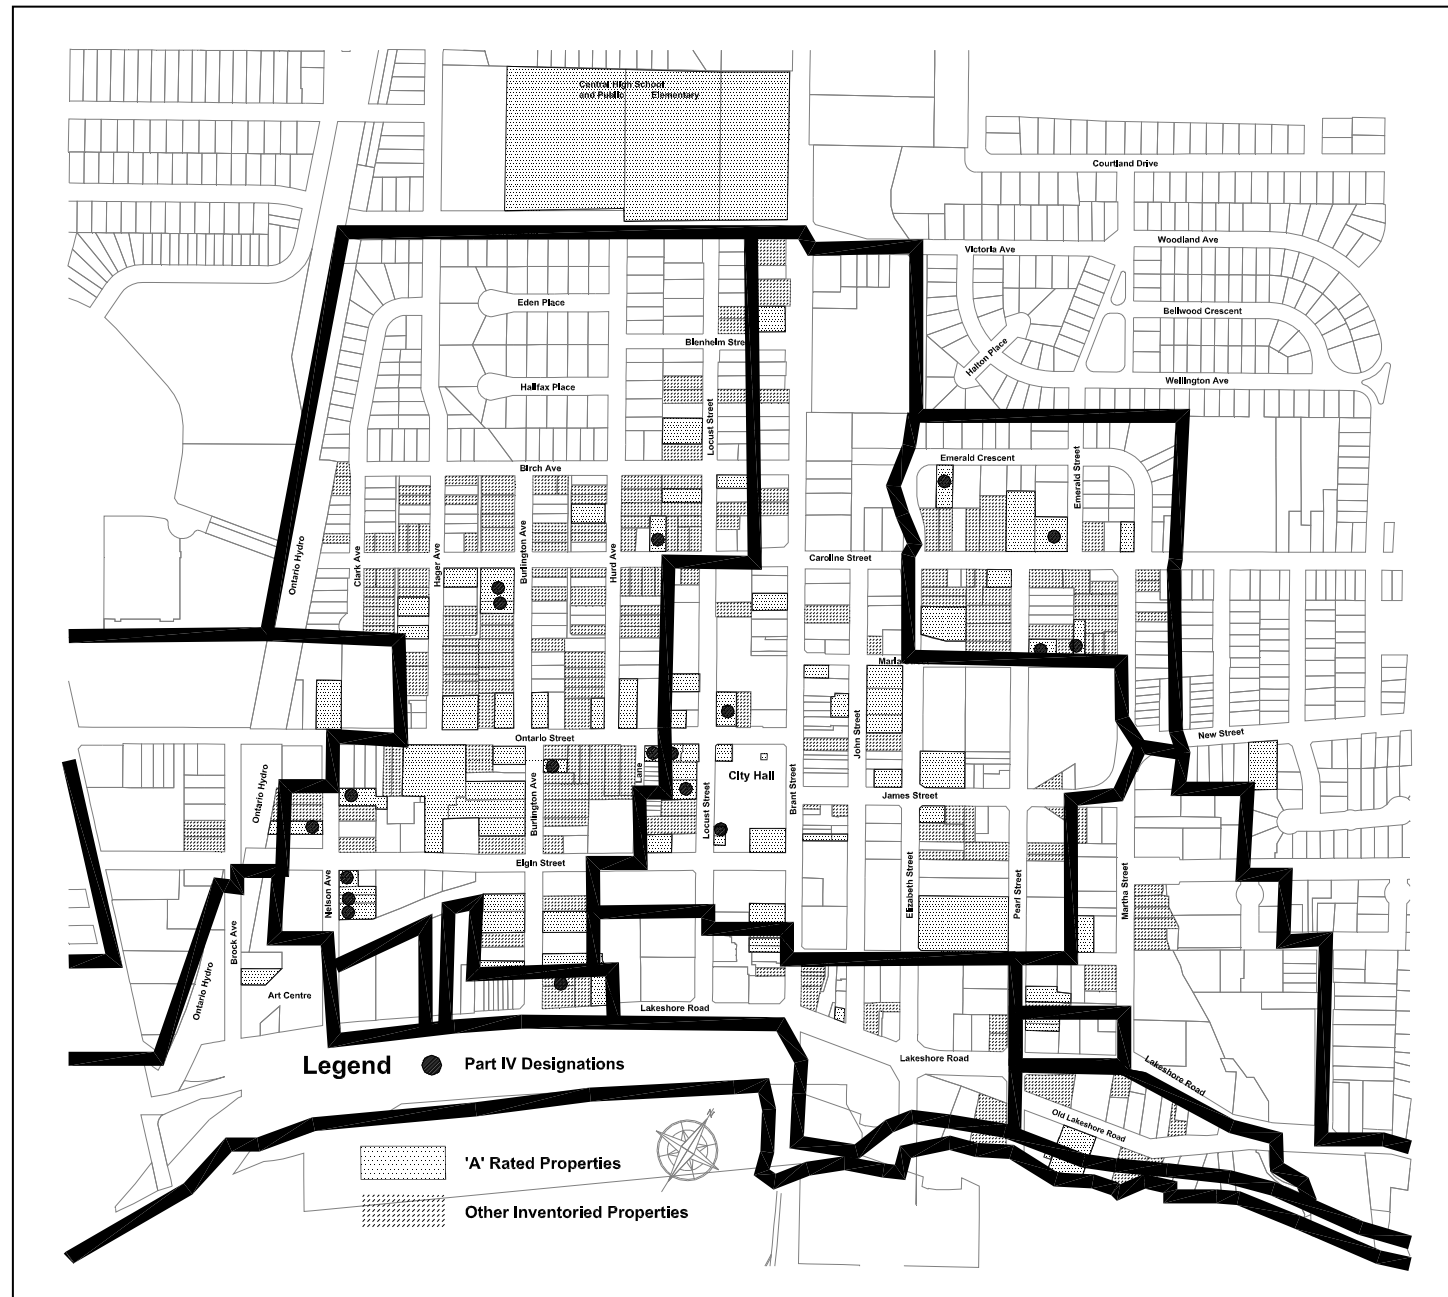 Central High School
and Public Elementary
Courtland Drive
Victoria Ave
Woodland Ave
Eden Place
Bellwood Crescent
Blenheim Stre
Halton Place
Halifax Place
Wellington Ave
Locust Street
Birch Ave
Emerald Crescent
Emerald Street
Ontario Hydro
Clark Ave
Hager Ave
Burlington Ave
Hurd Ave
Caroline Street
Maria
Ontario Street
John Street
New Street
Ontario Hydro
Burlington Ave
Lane
Locust Street
City Hall
Brant Street
James Street
Elgin Street
Nelson Ave
Elizabeth Street
Pearl Street
Martha Street
Brock Ave
Ontario Hydro
Art Centre
Lakeshore Road
Lakeshore Road
Lakeshore Road
Old Lakeshore Road
Legend
Part IV Designations
'A' Rated Properties
Other Inventoried Properties